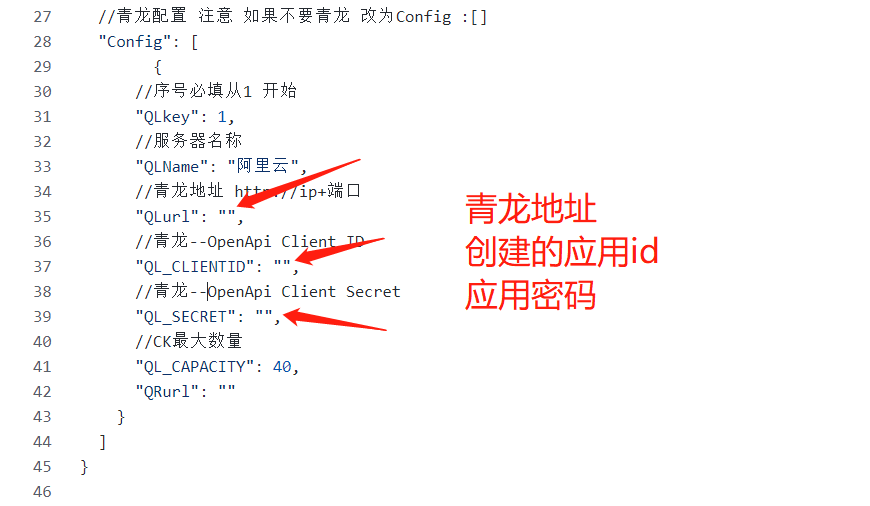 27 //青龙配置 注意 如果不要青龙 改为Config :[]
28 "Config": [
29 {
30 //序号必填从1 开始
31 "QLkey": 1,
32 //服务器名称
33 "QLName": "阿里云",
34 //青龙地址 http://ip+端口
35 "QLurl": "",
36 //青龙--OpenApi Client ID
37 "QL_CLIENTID": "",
38 //青龙--OpenApi Client Secret
39 "QL_SECRET": "",
40 //CK最大数量
41 "QL_CAPACITY": 40,
42 "QRurl": ""
43 }
44 ]
45 }
46
青龙地址
创建的应用id
应用密码